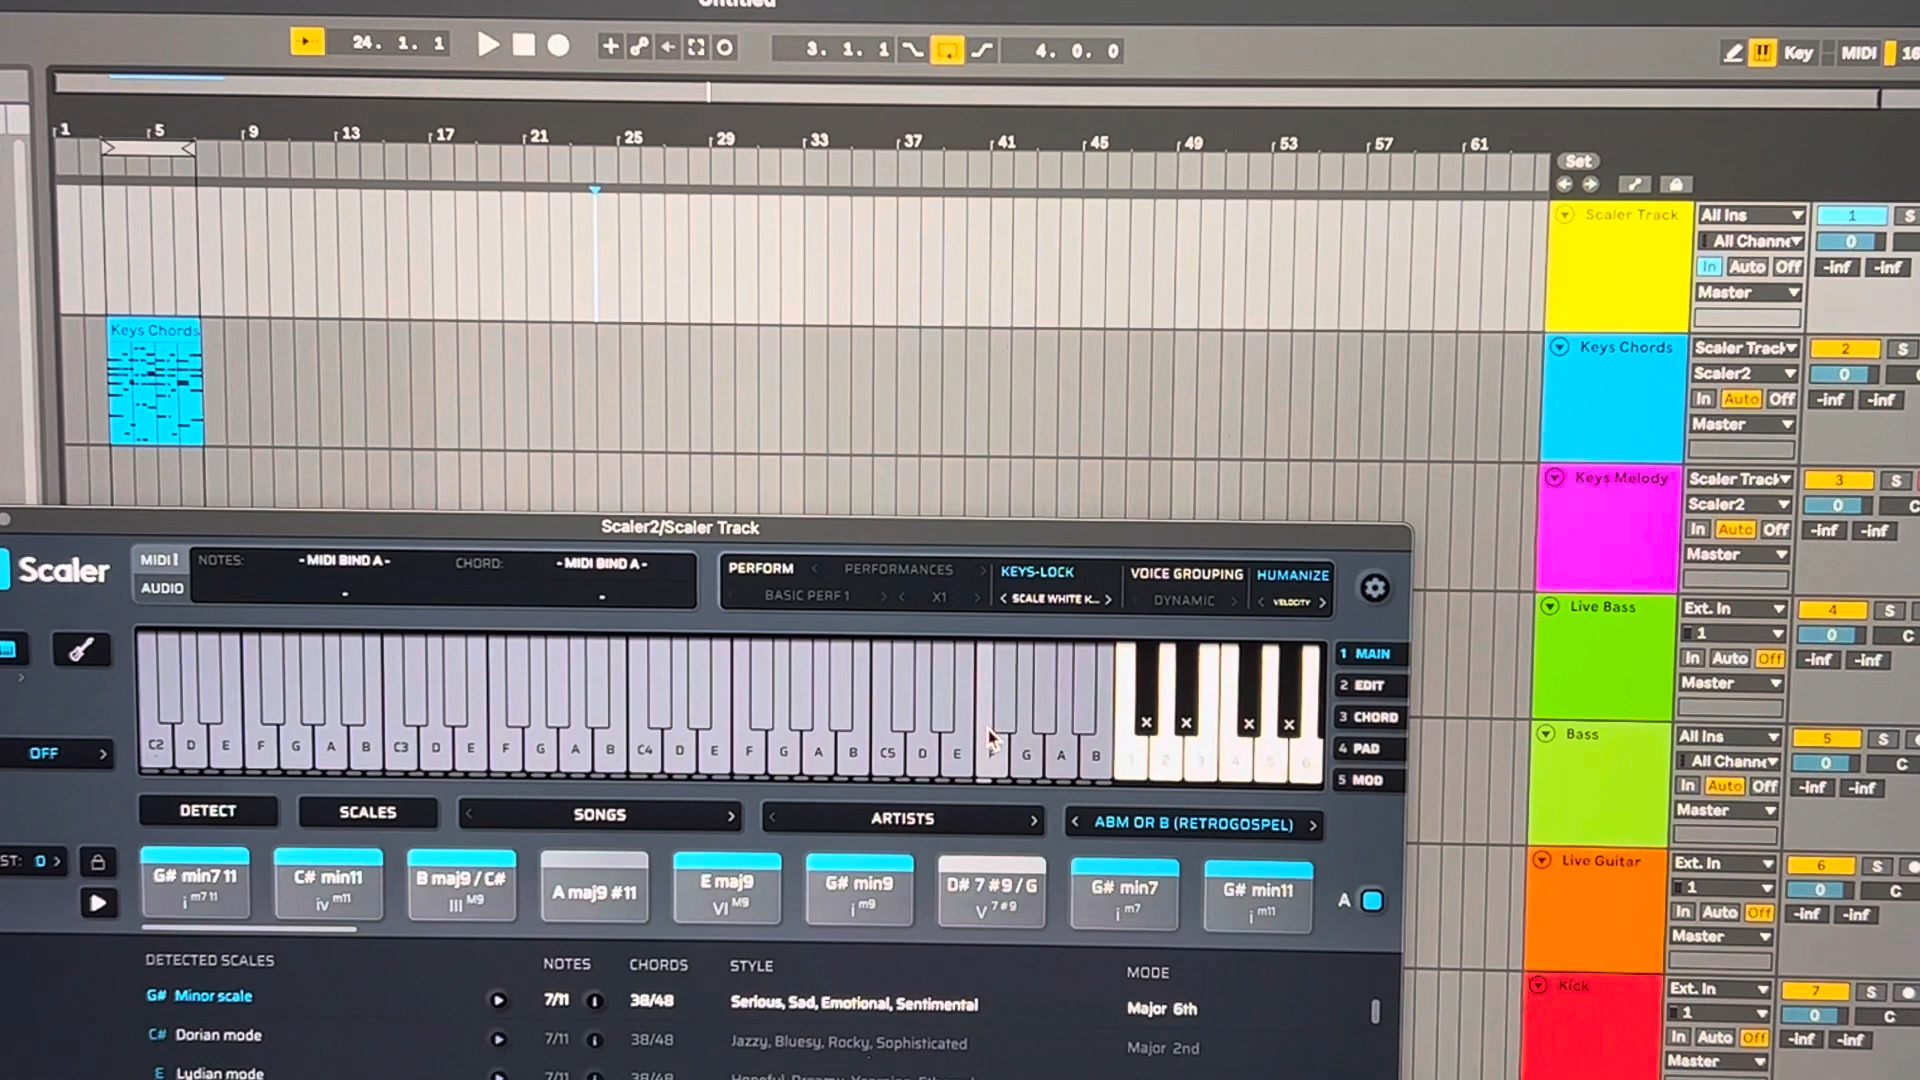 Untitled
24. 1. 1
3. 1. 1
4. 0. 0
Key
MIDI
1 5 9 13 17 21 25 29 33 37 41 45 49 53 57 61
Set
Scaler Track
All Ins
1
S
0
In Auto Off
-inf -inf
Master
Keys Chords
Keys Chords
2
S
Scaler2
0
In Auto Off
-inf -inf
Master
Keys Melody
3
S
Scaler2
0
C
In Auto Off
-inf -inf
Master
Live Bass
Ext. In
4
S
1
0
C
In Auto Off
-inf -inf
Master
Bass
All Ins
5
S
0
C
In Auto Off
-inf -inf
Master
Live Guitar
Ext. In
6
S
1
0
C
In Auto Off
-inf -inf
Master
Kick
Ext. In
7
S
1
0
C
In Auto Off
-inf -inf
Master
Scaler2/Scaler Track
Scaler
MIDI
AUDIO
NOTES:
-MIDI BIND A-
-
CHORD:
-MIDI BIND A-
-
PERFORM < PERFORMANCES >
BASIC PERF 1 > < X1 >
KEYS-LOCK
< SCALE WHITE K... >
VOICE GROUPING
DYNAMIC >
HUMANIZE
< VELOCITY >
1 MAIN
2 EDIT
3 CHORD
4 PAD
5 MOD
OFF >
C2 D E F G A B C3 D E F G A B C4 D E F G A B C5 D E F G A B 1 2 3 4 5 6
X X X X
DETECT
SCALES
< SONGS >
< ARTISTS >
< ABM OR B (RETROGOSPEL) >
ST: 0 >
G# min7 11
i m7 11
C# min11
iv m11
B maj9 / C#
III M9
A maj9 #11
E maj9
VI M9
G# min9
i m9
D# 7 #9 / G
V 7#9
G# min7
i m7
G# min11
i m11
A
DETECTED SCALES NOTES CHORDS STYLE MODE
G# Minor scale 7/11 38/48 Serious, Sad, Emotional, Sentimental Major 6th
C# Dorian mode 7/11 38/48 Jazzy, Bluesy, Rocky, Sophisticated Major 2nd
E Lydian mode 7/11 38/48